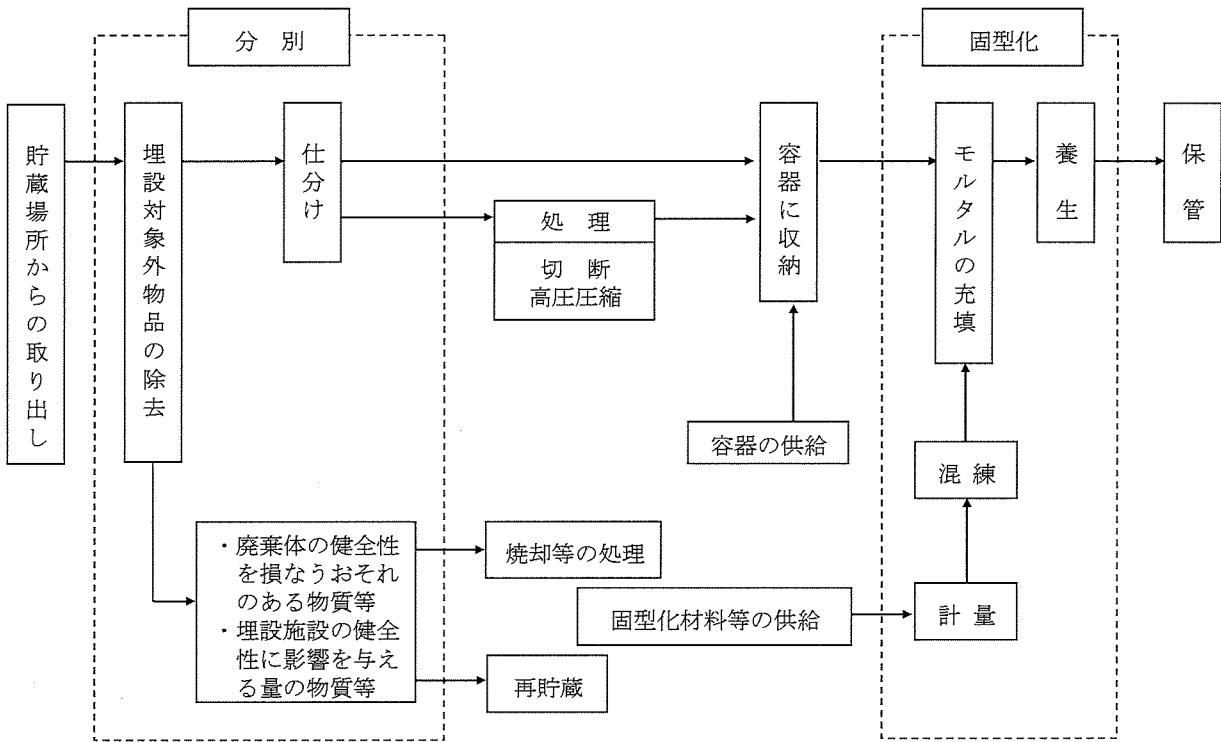 分 別
固型化
貯蔵場所からの取り出し
埋設対象外物品の除去
仕分け
処 理
切 断
高圧圧縮
容器に収納
モルタルの充填
養生
保管
容器の供給
混 練
・廃棄体の健全性
を損なうおそれ
のある物質等
・埋設施設の健全
性に影響を与え
る量の物質等
焼却等の処理
固型化材料等の供給
計 量
再貯蔵